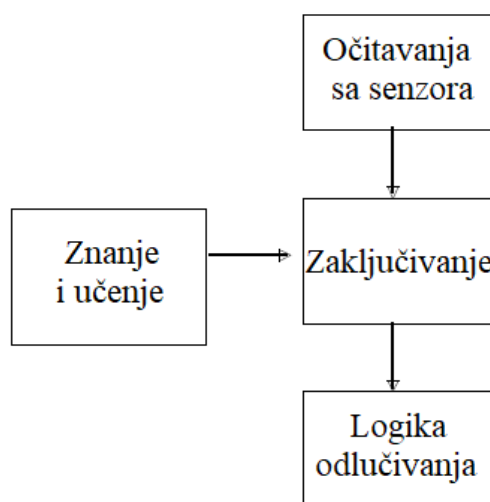 Očitavanja
sa senzora
Znanje
i učenje
Zaključivanje
Logika
odlučivanja